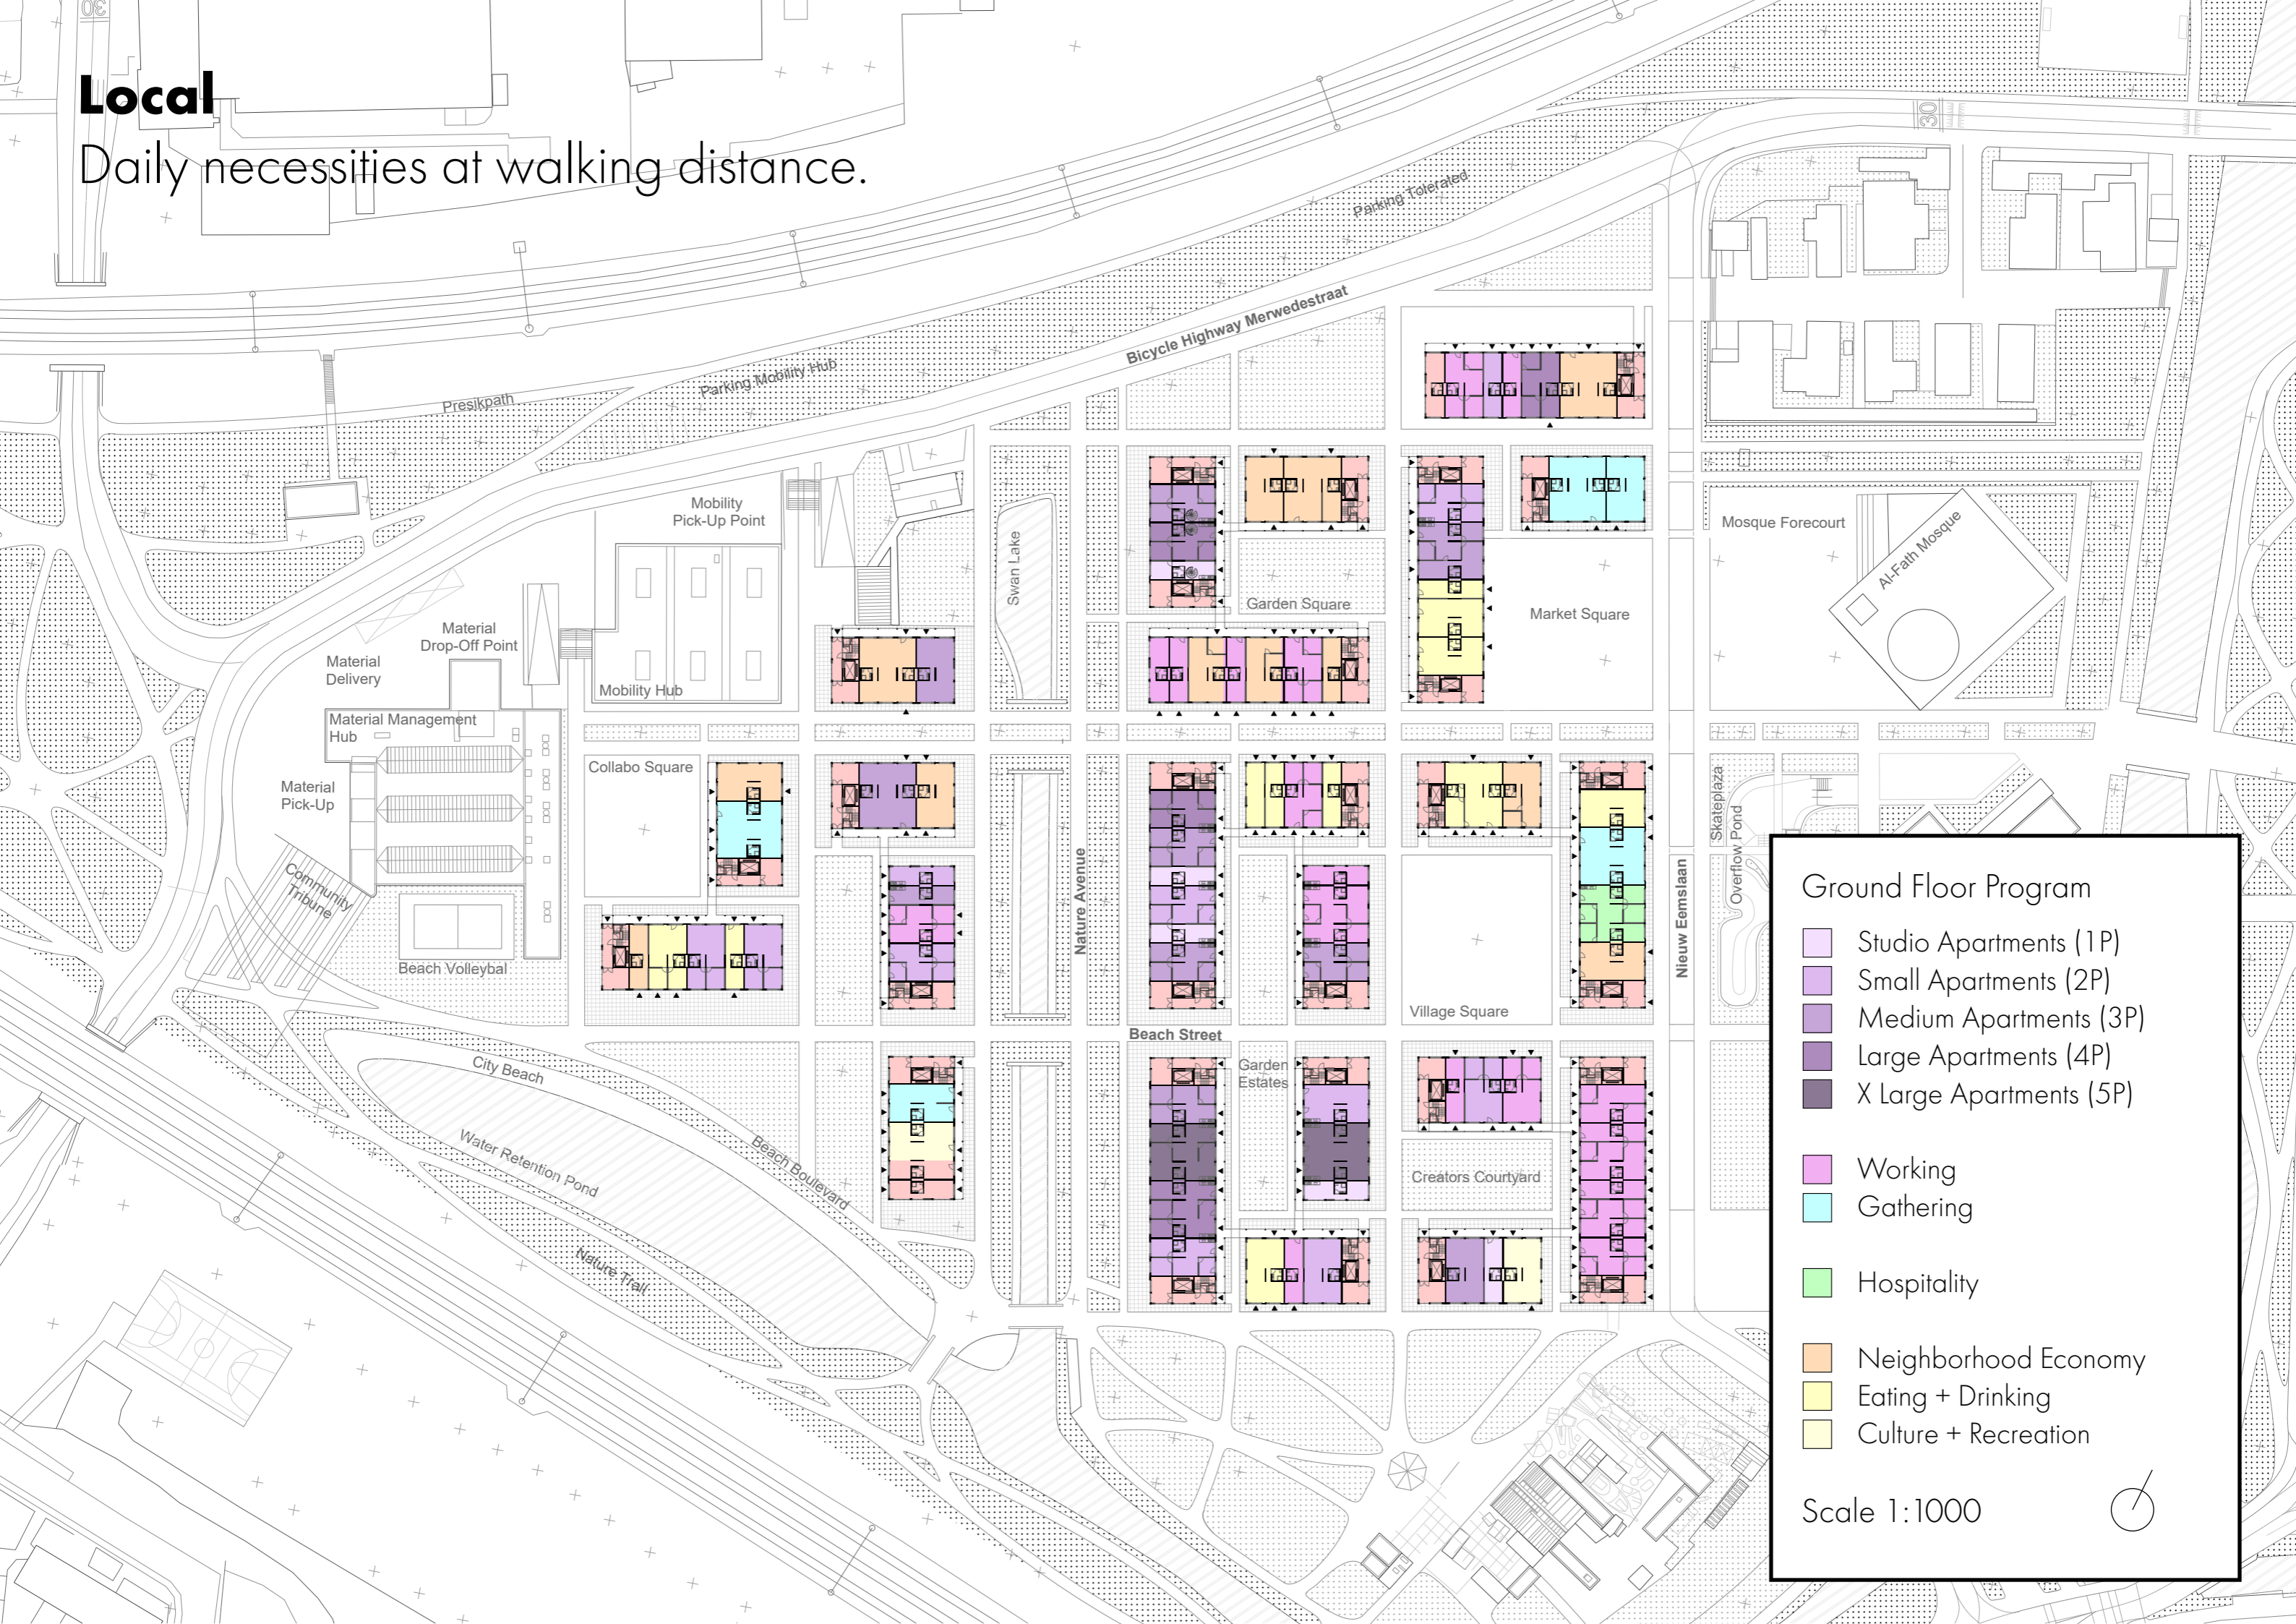 30
Local
Daily necessities at walking distance.
30
Parking Tolerated
Bicycle Highway Merwedestraat
Parking Mobility Hub
Presikpath
Mobility
Pick-Up Point
Swan Lake
Mosque Forecourt
Al-Fath Mosque
Garden Square
Market Square
Material
Drop-Off Point
Material
Delivery
Mobility Hub
Material Management
Hub
Collabo Square
Material
Pick-Up
Skateplaza
Overflow Pond
Community
Tribune
Nature Avenue
Nieuw Eemslaan
Beach Volleybal
Village Square
Beach Street
City Beach
Garden
Estates
Water Retention Pond
Beach Boulevard
Creators Courtyard
Nature Trail
Ground Floor Program
Studio Apartments (1P)
Small Apartments (2P)
Medium Apartments (3P)
Large Apartments (4P)
X Large Apartments (5P)
Working
Gathering
Hospitality
Neighborhood Economy
Eating + Drinking
Culture + Recreation
Scale 1:1000